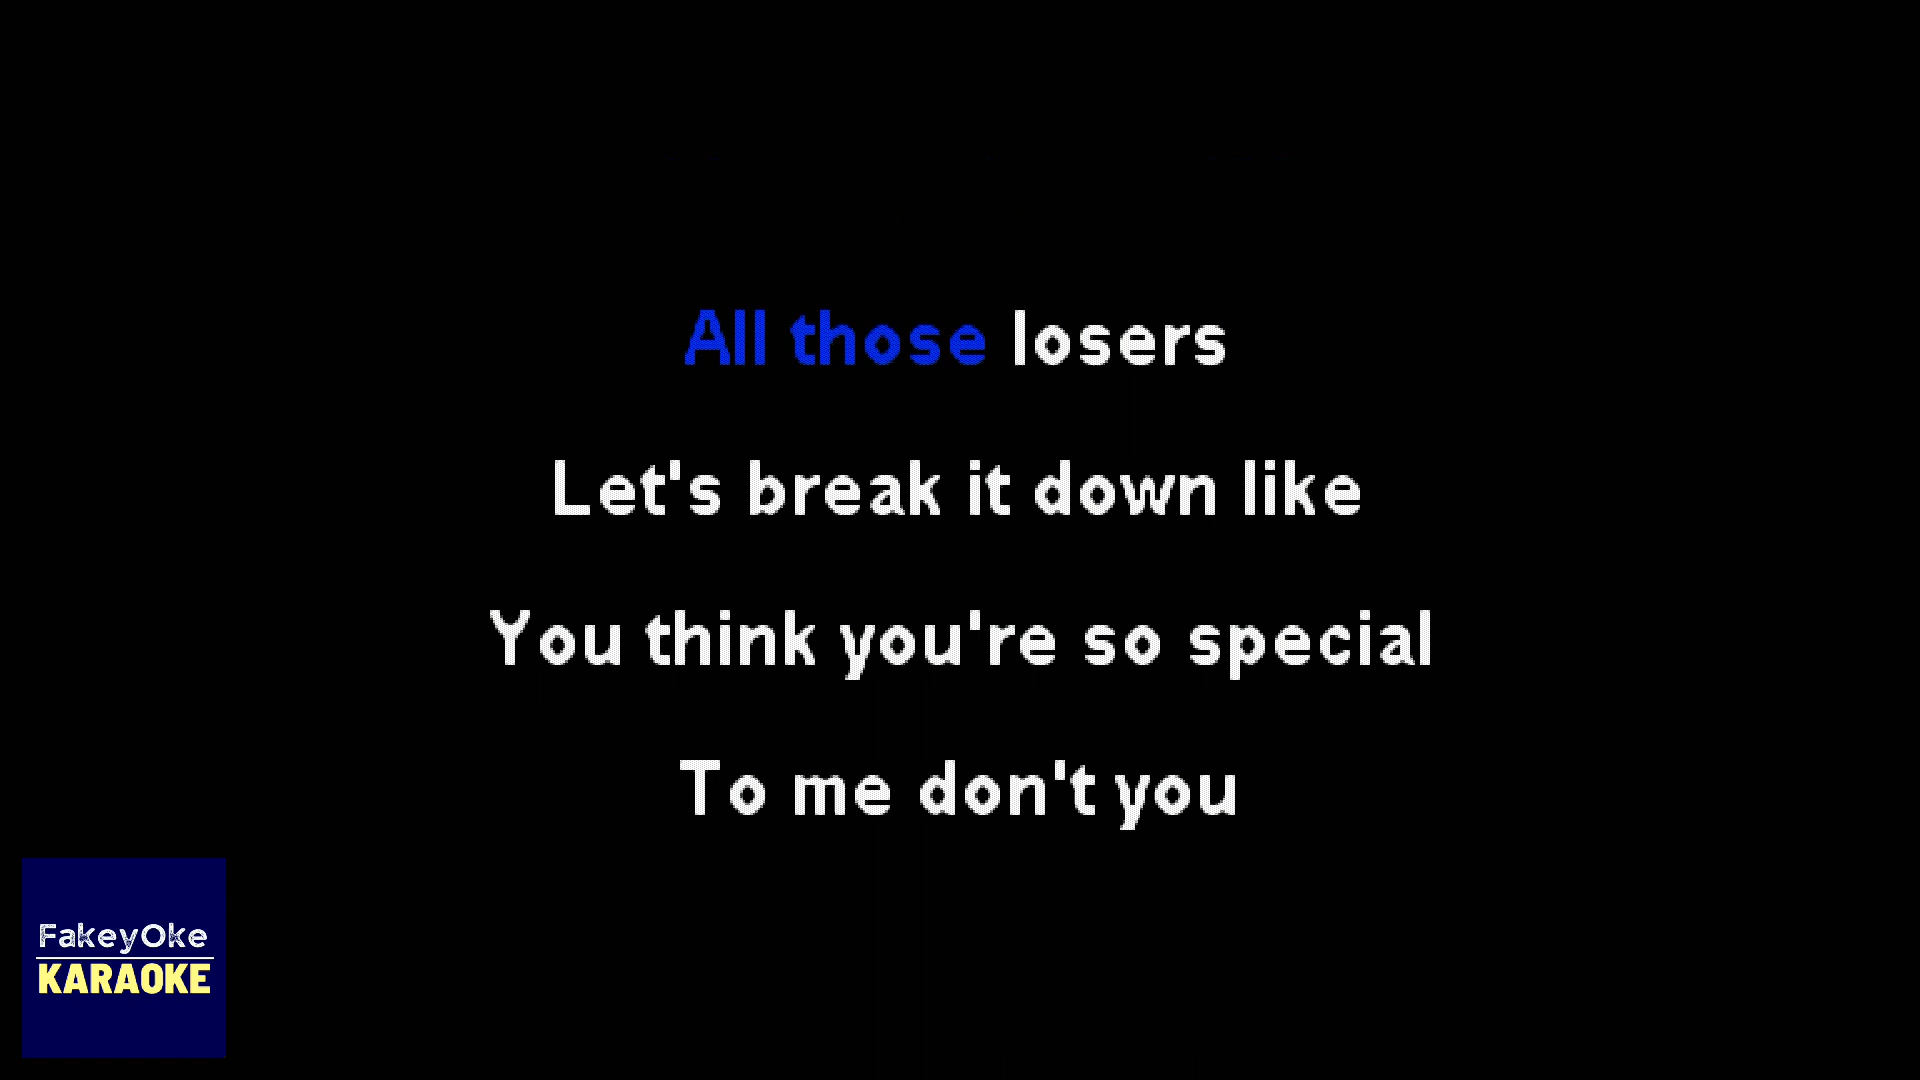 All those losers
Let's break it down like
You think you're so special
To me don't you
FakeyOke
KARAOKE